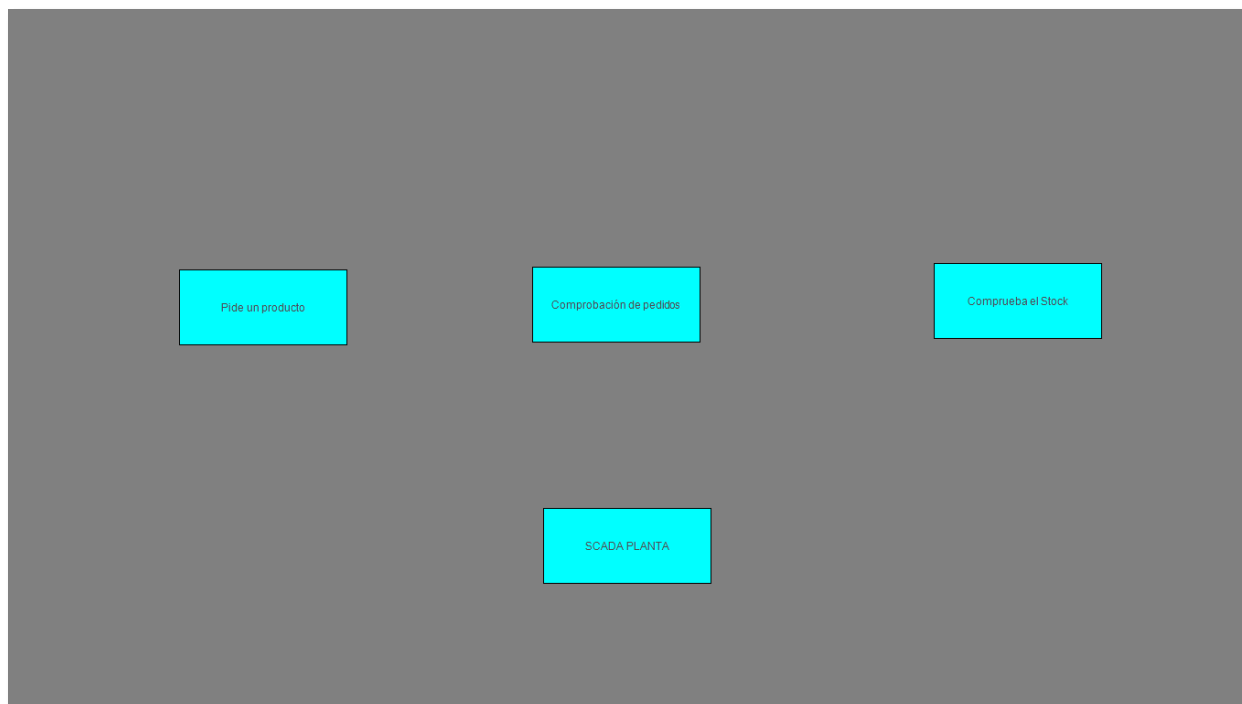 Pide un producto
Comprobación de pedidos
Comprueba el Stock
SCADA PLANTA